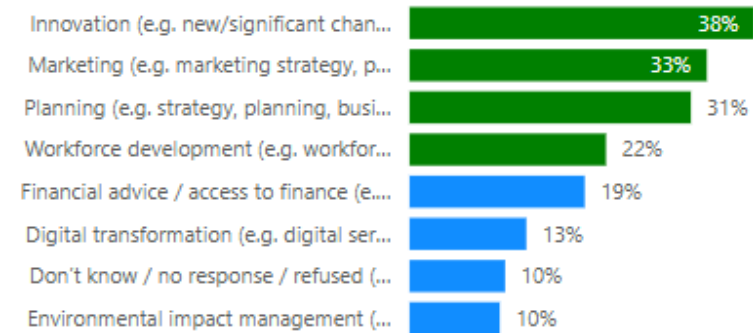 Innovation (e.g. new/significant chan... 38%
Marketing (e.g. marketing strategy, p... 33%
Planning (e.g. strategy, planning, busi... 31%
Workforce development (e.g. workfor... 22%
Financial advice / access to finance (e.... 19%
Digital transformation (e.g. digital ser... 13%
Don't know / no response / refused (... 10%
Environmental impact management (... 10%